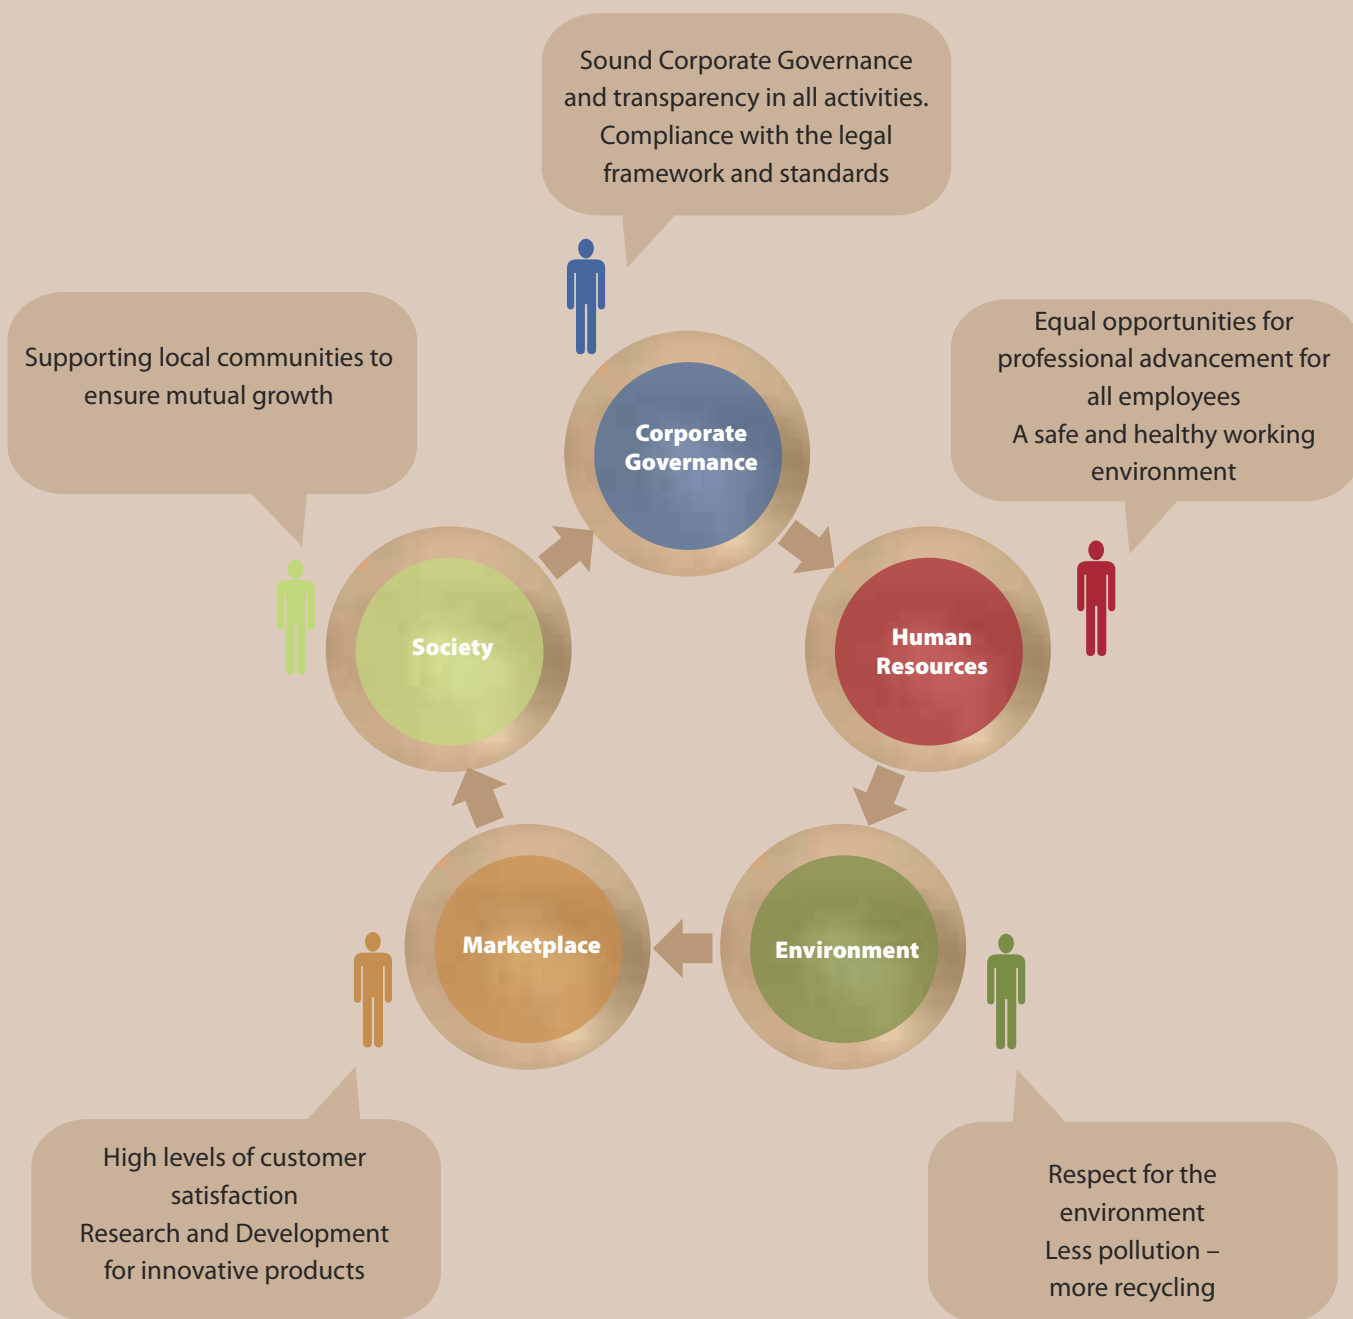 Sound Corporate Governance
and transparency in all activities.
Compliance with the legal
framework and standards
Supporting local communities to
ensure mutual growth
Equal opportunities for
professional advancement for
all employees
A safe and healthy working
environment
Corporate
Governance
Society
Human
Resources
Marketplace
Environment
High levels of customer
satisfaction
Research and Development
for innovative products
Respect for the
environment
Less pollution –
more recycling